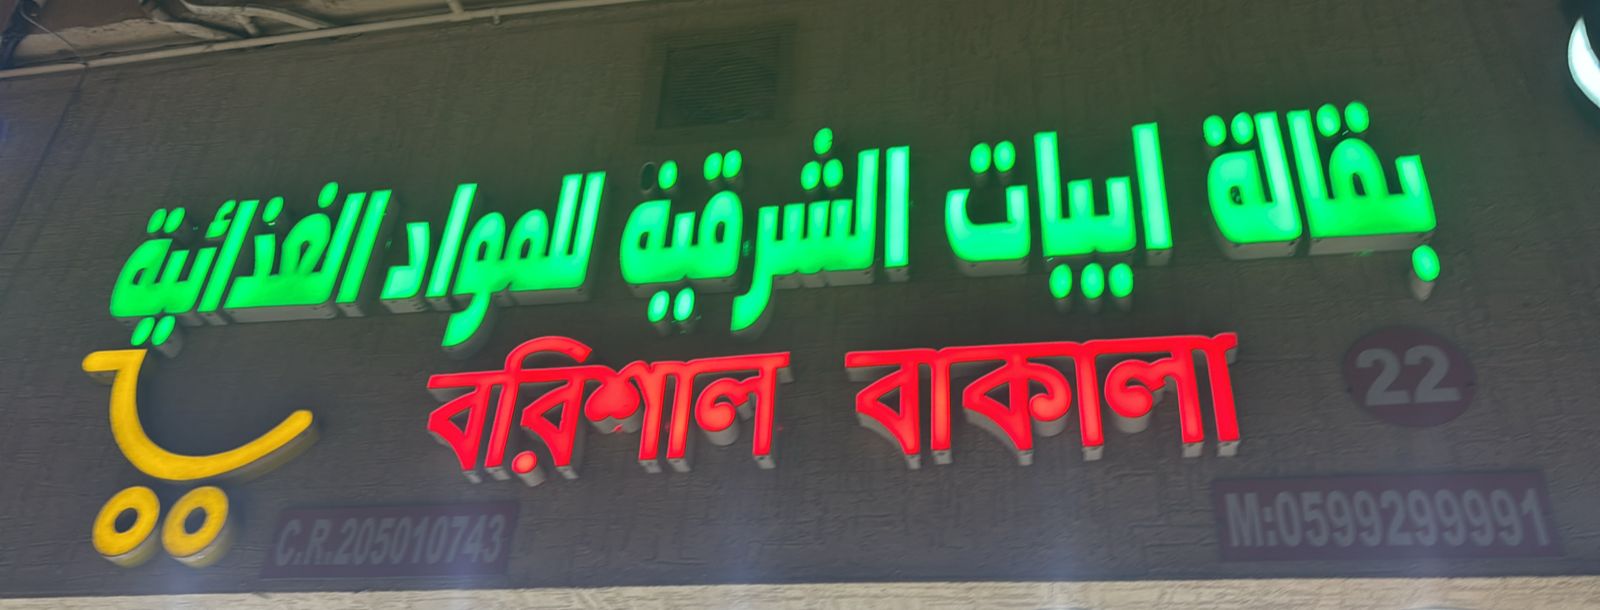 بقالة ابيات الشرقية للمواد الغذائية
বরিশাল বাকালা
22
C.R.205010743
M:0599299991